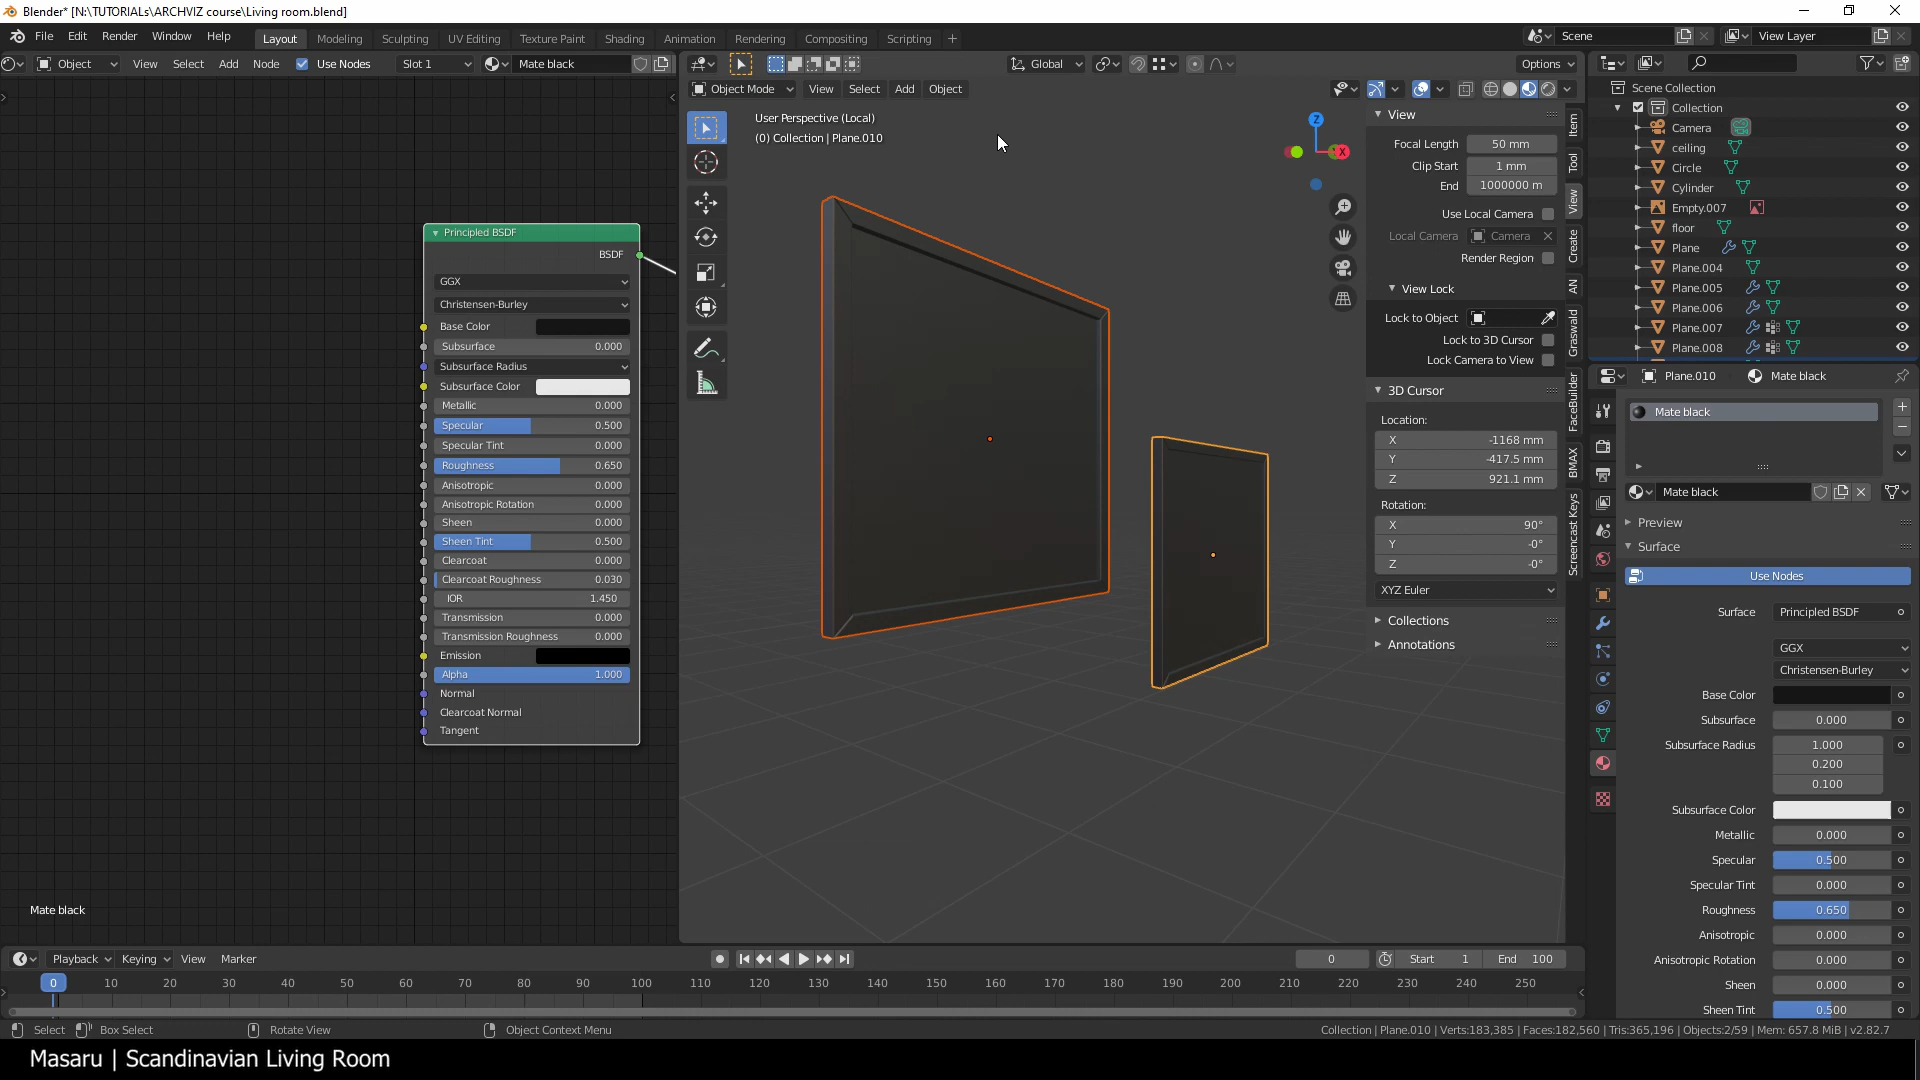 Blender* [N:\TUTORIALs\ARCHVIZ course\Living room.blend]
File Edit Render Window Help Layout Modeling Sculpting UV Editing Texture Paint Shading Animation Rendering Compositing Scripting + Scene View Layer
Object View Select Add Node Use Nodes Slot 1 Mate black Global Options
Object Mode View Select Add Object
User Perspective (Local)
(0) Collection | Plane.010
Principled BSDF
BSDF
GGX
Christensen-Burley
Base Color
Subsurface 0.000
Subsurface Radius
Subsurface Color
Metallic 0.000
Specular 0.500
Specular Tint 0.000
Roughness 0.650
Anisotropic 0.000
Anisotropic Rotation 0.000
Sheen 0.000
Sheen Tint 0.500
Clearcoat 0.000
Clearcoat Roughness 0.030
IOR 1.450
Transmission 0.000
Transmission Roughness 0.000
Emission
Alpha 1.000
Normal
Clearcoat Normal
Tangent
Mate black
Z
X
View
Focal Length 50 mm
Clip Start 1 mm
End 1000000 m
Use Local Camera
Local Camera Camera
Render Region
View Lock
Lock to Object
Lock to 3D Cursor
Lock Camera to View
3D Cursor
Location:
X -1168 mm
Y -417.5 mm
Z 921.1 mm
Rotation:
X 90°
Y -0°
Z -0°
XYZ Euler
Collections
Annotations
Item
Tool
View
Create
AN
Graswald
FaceBuilder
BMAX
Screencast Keys
Scene Collection
Collection
Camera
ceiling
Circle
Cylinder
Empty.007
floor
Plane
Plane.004
Plane.005
Plane.006
Plane.007
Plane.008
Plane.010 Mate black
Mate black
Mate black
Preview
Surface
Use Nodes
Surface Principled BSDF
GGX
Christensen-Burley
Base Color
Subsurface 0.000
Subsurface Radius 1.000
0.200
0.100
Subsurface Color
Metallic 0.000
Specular 0.500
Specular Tint 0.000
Roughness 0.650
Anisotropic 0.000
Anisotropic Rotation 0.000
Sheen 0.000
Sheen Tint 0.500
Playback Keying View Marker 0 Start 1 End 100
0 10 20 30 40 50 60 70 80 90 100 110 120 130 140 150 160 170 180 190 200 210 220 230 240 250
Select Box Select Rotate View Object Context Menu Collection | Plane.010 | Verts:183,385 | Faces:182,560 | Tris:365,196 | Objects:2/59 | Mem: 657.8 MiB | v2.82.7
Masaru | Scandinavian Living Room